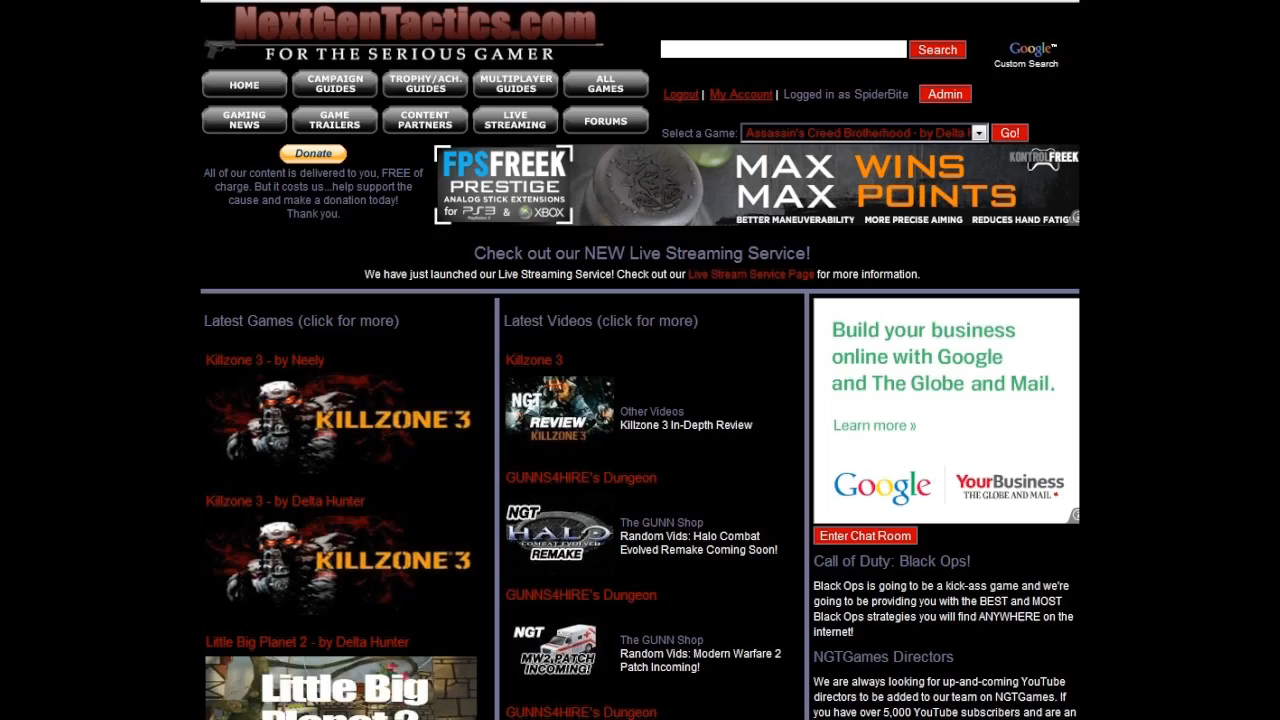 NextGenTactics.com
FOR THE SERIOUS GAMER
Search
Google™
Custom Search
HOME
CAMPAIGN GUIDES
TROPHY/ACH. GUIDES
MULTIPLAYER GUIDES
ALL GAMES
Logout | My Account | Logged in as SpiderBite
Admin
GAMING NEWS
GAME TRAILERS
CONTENT PARTNERS
LIVE STREAMING
FORUMS
Select a Game:
Assassin's Creed Brotherhood - by Delta H
Go!
Donate
All of our content is delivered to you, FREE of
charge. But it costs us...help support the
cause and make a donation today!
Thank you.
FPSFREEK
PRESTIGE
ANALOG STICK EXTENSIONS
for PS3 & XBOX
MAX WINS
MAX POINTS
BETTER MANEUVERABILITY MORE PRECISE AIMING REDUCES HAND FATIG
KONTROLFREEK
Check out our NEW Live Streaming Service!
We have just launched our Live Streaming Service! Check out our Live Stream Service Page for more information.
Latest Games (click for more)
Killzone 3 - by Neely
KILLZONE 3
Killzone 3 - by Delta Hunter
KILLZONE 3
Little Big Planet 2 - by Delta Hunter
Little Big
Planet 2
Latest Videos (click for more)
Killzone 3
NGT
REVIEW
KILLZONE 3
Other Videos
Killzone 3 In-Depth Review
GUNNS4HIRE's Dungeon
NGT
HALO
COMBAT EVOLVED
REMAKE
The GUNN Shop
Random Vids: Halo Combat
Evolved Remake Coming Soon!
GUNNS4HIRE's Dungeon
NGT
MW2 PATCH
INCOMING!
The GUNN Shop
Random Vids: Modern Warfare 2
Patch Incoming!
GUNNS4HIRE's Dungeon
Build your business
online with Google
and The Globe and Mail.
Learn more »
Google
YourBusiness
THE GLOBE AND MAIL
Enter Chat Room
Call of Duty: Black Ops!
Black Ops is going to be a kick-ass game and we're
going to be providing you with the BEST and MOST
Black Ops strategies you will find ANYWHERE on the
internet!
NGTGames Directors
We are always looking for up-and-coming YouTube
directors to be added to our team on NGTGames. If
you have over 5,000 YouTube subscribers and are an